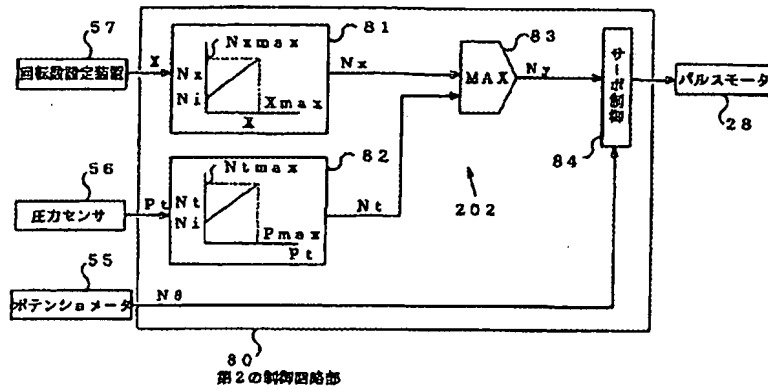 57
回転数設定装置
X
81
Nxmax
Nx
Ni
Xmax
X
Nx
83
MAX
Ny
サーボ制御
84
パルスモータ
28
56
圧力センサ
Pt
82
Ntmax
Nt
Ni
Pmax
Pt
Nt
202
55
ポテンショメータ
Nθ
80
第2の制御回路部